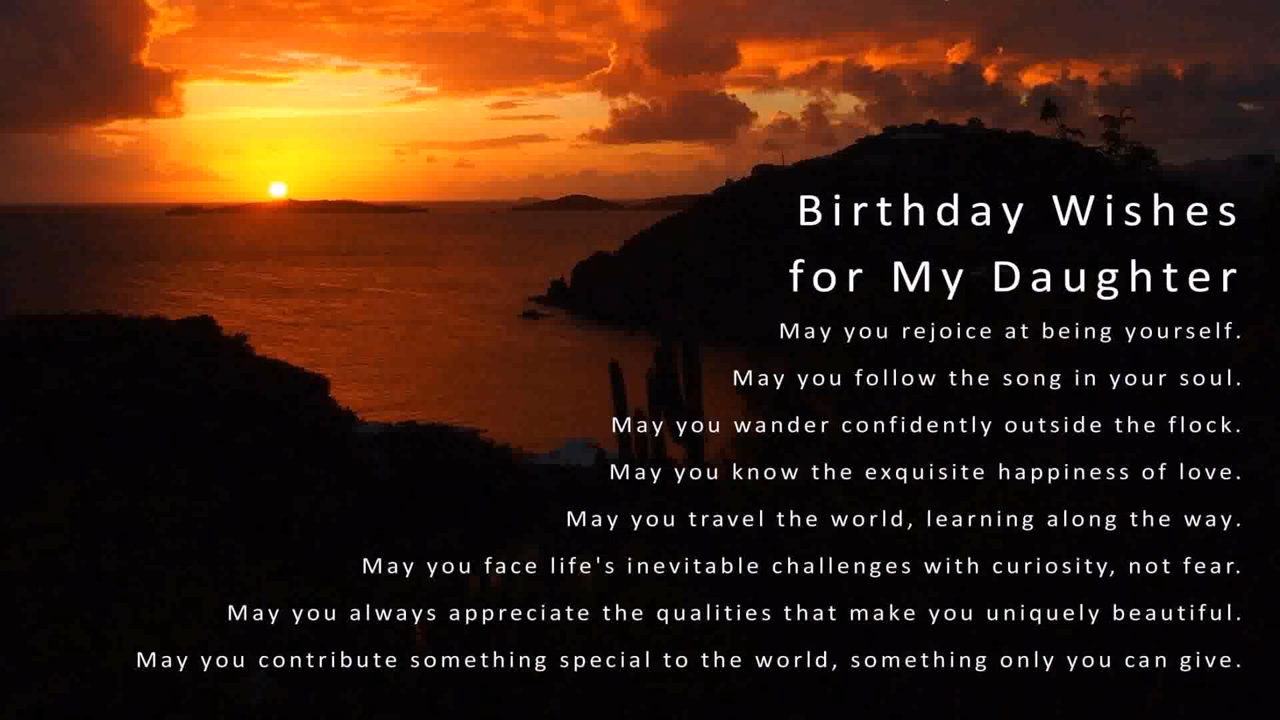 Birthday Wishes
for My Daughter
May you rejoice at being yourself.
May you follow the song in your soul.
May you wander confidently outside the flock.
May you know the exquisite happiness of love.
May you travel the world, learning along the way.
May you face life's inevitable challenges with curiosity, not fear.
May you always appreciate the qualities that make you uniquely beautiful.
May you contribute something special to the world, something only you can give.